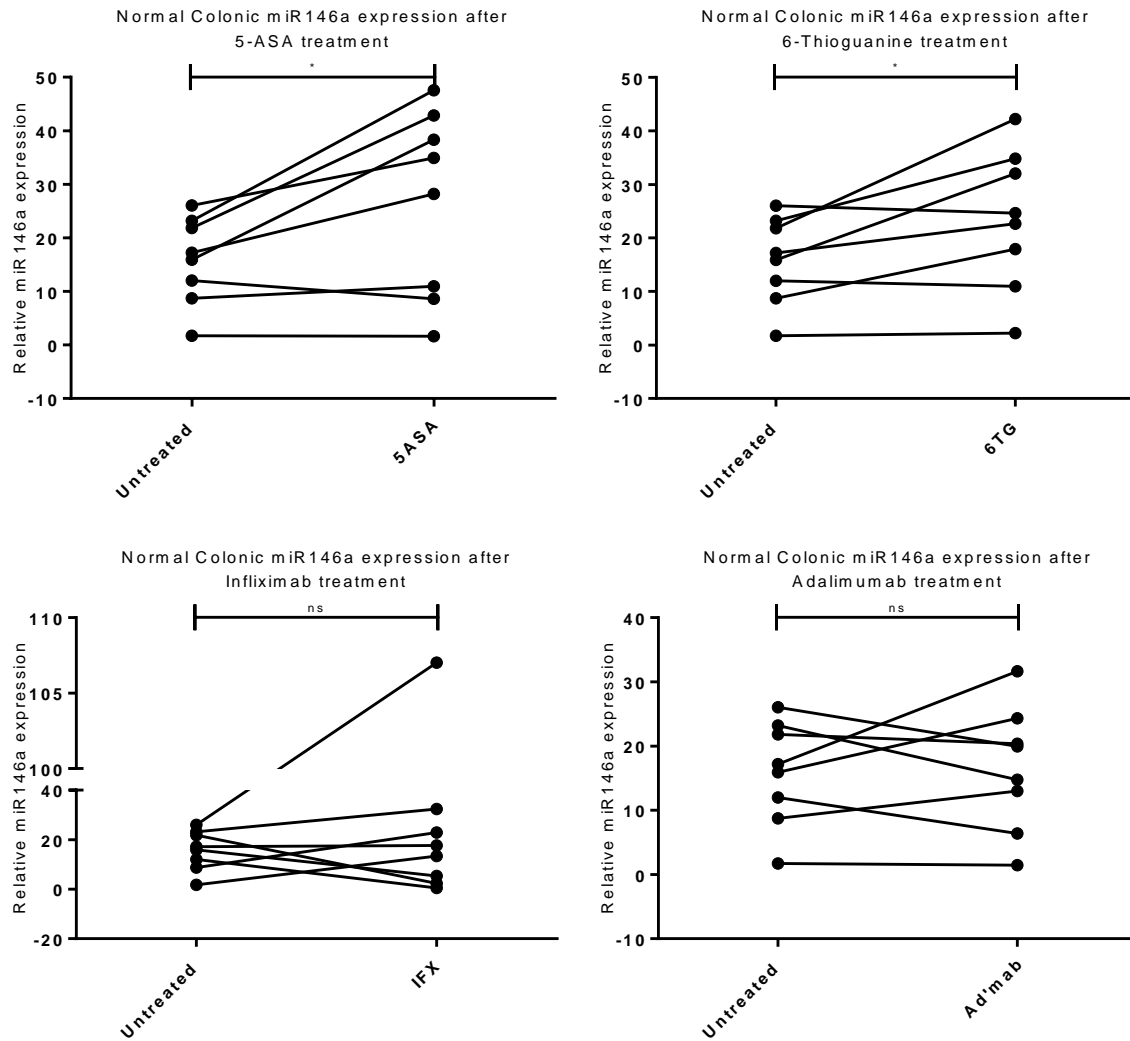 Normal Colonic miR146a expression after
5-ASA treatment
*
50
40
30
20
10
0
-10
Relative miR146a expression
Untreated
5ASA
Normal Colonic miR146a expression after
6-Thioguanine treatment
*
50
40
30
20
10
0
-10
Relative miR146a expression
Untreated
6TG
Normal Colonic miR146a expression after
Infliximab treatment
ns
110
105
100
40
20
0
-20
Relative miR146a expression
Relative miR146a expression
Untreated
IFX
Normal Colonic miR146a expression after
Adalimumab treatment
ns
40
30
20
10
0
-10
Relative miR146a expression
Untreated
Ad'mab